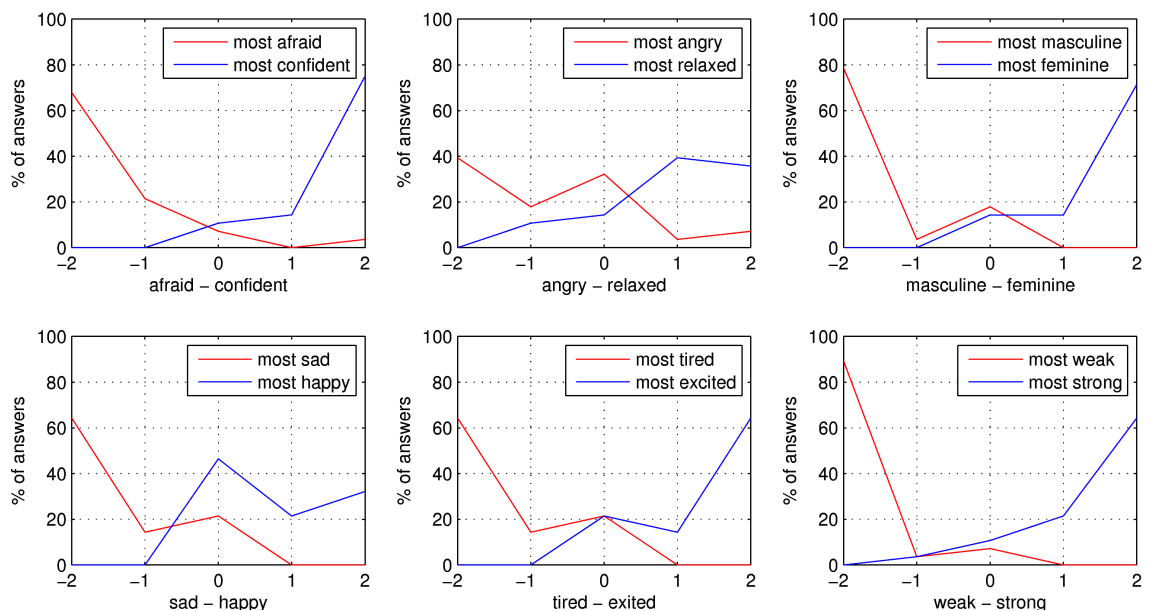 100
80
60
40
20
0
% of answers
most afraid
most confident
−2 −1 0 1 2
afraid − confident
100
80
60
40
20
0
% of answers
most angry
most relaxed
−2 −1 0 1 2
angry − relaxed
100
80
60
40
20
0
% of answers
most masculine
most feminine
−2 −1 0 1 2
masculine − feminine
100
80
60
40
20
0
% of answers
most sad
most happy
−2 −1 0 1 2
sad − happy
100
80
60
40
20
0
% of answers
most tired
most excited
−2 −1 0 1 2
tired − exited
100
80
60
40
20
0
% of answers
most weak
most strong
−2 −1 0 1 2
weak − strong